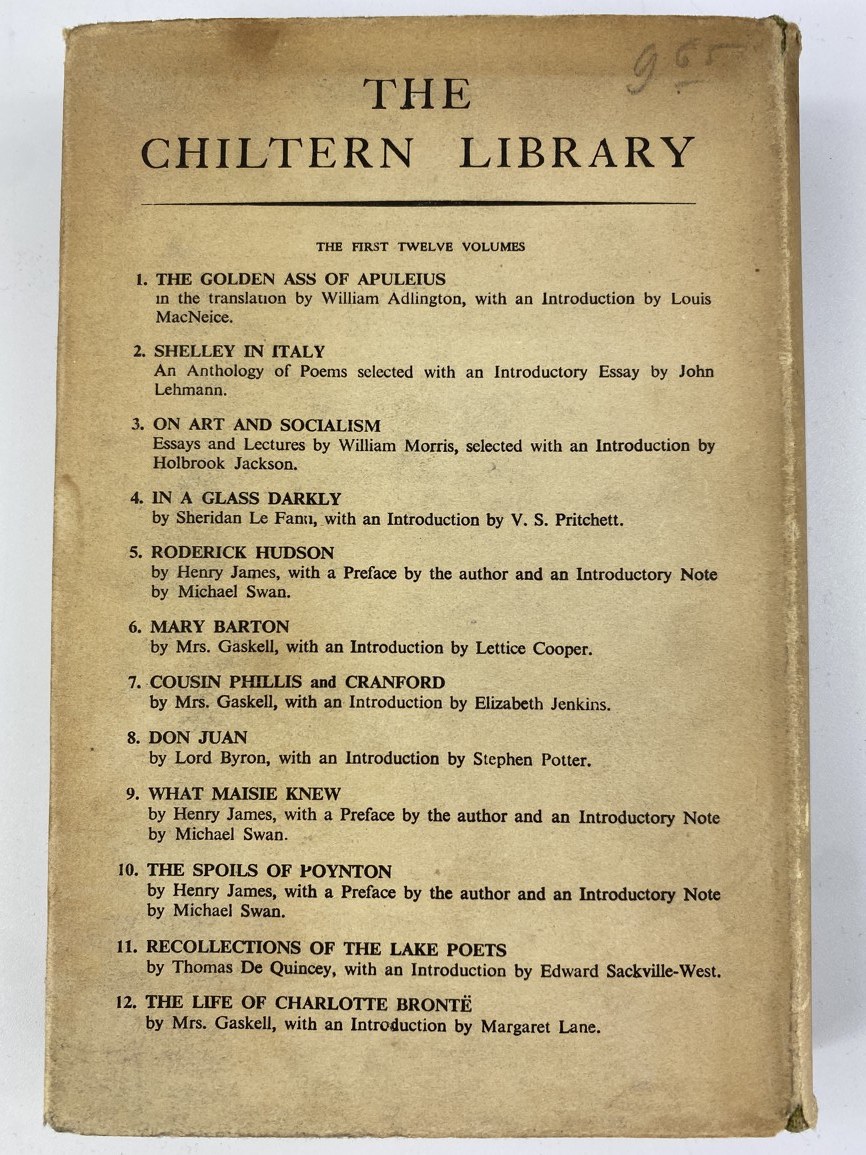 9 65
THE
CHILTERN LIBRARY
THE FIRST TWELVE VOLUMES
1. THE GOLDEN ASS OF APULEIUS
in the translation by William Adlington, with an Introduction by Louis
MacNeice.
2. SHELLEY IN ITALY
An Anthology of Poems selected with an Introductory Essay by John
Lehmann.
3. ON ART AND SOCIALISM
Essays and Lectures by William Morris, selected with an Introduction by
Holbrook Jackson.
4. IN A GLASS DARKLY
by Sheridan Le Fanu, with an Introduction by V. S. Pritchett.
5. RODERICK HUDSON
by Henry James, with a Preface by the author and an Introductory Note
by Michael Swan.
6. MARY BARTON
by Mrs. Gaskell, with an Introduction by Lettice Cooper.
7. COUSIN PHILLIS and CRANFORD
by Mrs. Gaskell, with an Introduction by Elizabeth Jenkins.
8. DON JUAN
by Lord Byron, with an Introduction by Stephen Potter.
9. WHAT MAISIE KNEW
by Henry James, with a Preface by the author and an Introductory Note
by Michael Swan.
10. THE SPOILS OF POYNTON
by Henry James, with a Preface by the author and an Introductory Note
by Michael Swan.
11. RECOLLECTIONS OF THE LAKE POETS
by Thomas De Quincey, with an Introduction by Edward Sackville-West.
12. THE LIFE OF CHARLOTTE BRONTË
by Mrs. Gaskell, with an Introduction by Margaret Lane.